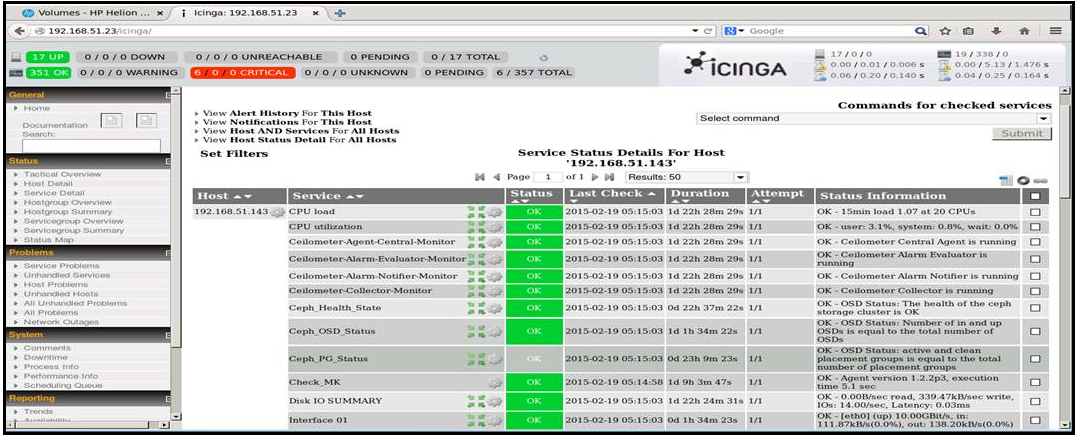 Volumes - HP Helion ... ×
Icinga: 192.168.51.23 ×
192.168.51.23/icinga/
Google
17 UP 0 / 0 / 0 DOWN 0 / 0 / 0 UNREACHABLE 0 PENDING 0 / 17 TOTAL
351 OK 0 / 0 / 0 WARNING 6 / 0 / 0 CRITICAL 0 / 0 / 0 UNKNOWN 0 PENDING 6 / 357 TOTAL
ICINGA
17 / 0 / 0
0.00 / 0.01 / 0.006 s
0.06 / 0.20 / 0.140 s
19 / 338 / 0
0.00 / 5.13 / 1.476 s
0.04 / 0.25 / 0.164 s
General
Home
Documentation
Search:
Status
Tactical Overview
Host Detail
Service Detail
Hostgroup Overview
Hostgroup Summary
Servicegroup Overview
Servicegroup Summary
Status Map
Problems
Service Problems
Unhandled Services
Host Problems
Unhandled Hosts
All Unhandled Problems
All Problems
Network Outages
System
Comments
Downtime
Process Info
Performance Info
Scheduling Queue
Reporting
Trends
Availability
View Alert History For This Host
View Notifications For This Host
View Host AND Services For All Hosts
View Host Status Detail For All Hosts
Commands for checked services
Select command
Submit
Set Filters
Service Status Details For Host
'192.168.51.143'
Page 1 of 1 Results: 50
Host Service Status Last Check Duration Attempt Status Information
192.168.51.143 CPU load OK 2015-02-19 05:15:03 1d 22h 28m 29s 1/1 OK - 15min load 1.07 at 20 CPUs
CPU utilization OK 2015-02-19 05:15:03 1d 22h 28m 29s 1/1 OK - user: 3.1%, system: 0.8%, wait: 0.0%
Ceilometer-Agent-Central-Monitor OK 2015-02-19 05:15:03 1d 22h 28m 29s 1/1 OK - Ceilometer Central Agent is running
Ceilometer-Alarm-Evaluator-Monitor OK 2015-02-19 05:15:03 1d 22h 28m 29s 1/1 OK - Ceilometer Alarm Evaluator is
running
Ceilometer-Alarm-Notifier-Monitor OK 2015-02-19 05:15:03 1d 22h 28m 29s 1/1 OK - Ceilometer Alarm Notifier is running
Ceilometer-Collector-Monitor OK 2015-02-19 05:15:03 1d 22h 28m 29s 1/1 OK - Ceilometer Collector is running
Ceph_Health_State OK 2015-02-19 05:15:03 0d 22h 37m 22s 1/1 OK - OSD Status: The health of the ceph
storage cluster is OK
Ceph_OSD_Status OK 2015-02-19 05:15:03 1d 1h 34m 22s 1/1 OK - OSD Status: Number of in and up
OSDs is equal to the total number of
OSDs
Ceph_PG_Status OK 2015-02-19 05:15:03 0d 23h 9m 23s 1/1 OK - OSD Status: active and clean
placement groups is equal to the total
number of placement groups
Check_MK OK 2015-02-19 05:14:58 1d 9h 3m 47s 1/1 OK - Agent version 1.2.2p3, execution
time 5.1 sec
Disk IO SUMMARY OK 2015-02-19 05:15:03 1d 22h 24m 31s 1/1 OK - 0.00B/sec read, 339.47kB/sec write,
IOs: 14.00/sec, Latency: 0.03ms
Interface 01 OK 2015-02-19 05:15:03 0d 1h 34m 23s 1/1 OK - [eth0] (up) 10.00GBit/s, in:
111.87kB/s(0.0%), out: 138.20kB/s(0.0%)